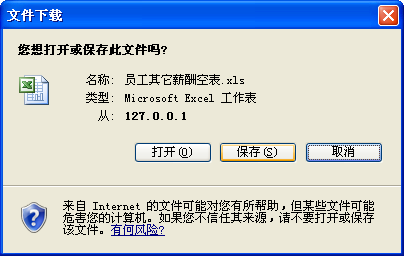 文件下载
您想打开或保存此文件吗?
名称: 员工其它薪酬空表.xls
类型: Microsoft Excel 工作表
从: 127.0.0.1
打开(O) 保存(S) 取消
来自 Internet 的文件可能对您有所帮助,但某些文件可能
危害您的计算机。如果您不信任其来源,请不要打开或保存
该文件。有何风险?